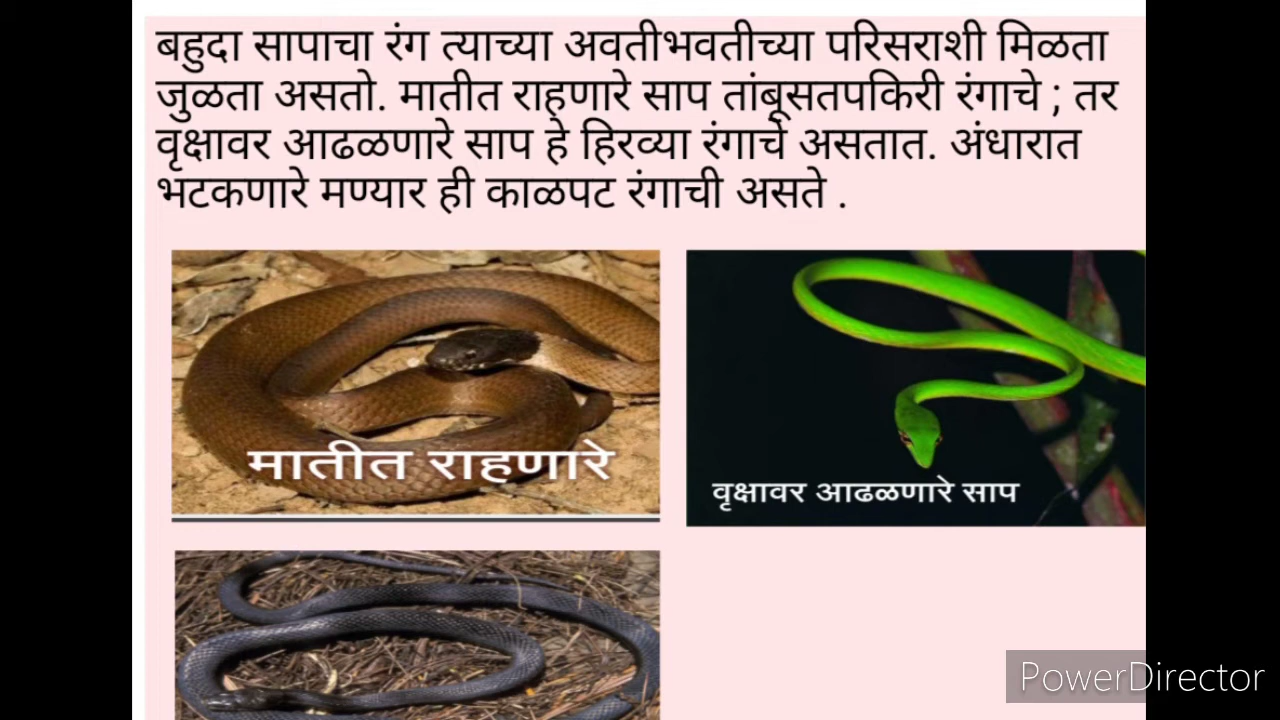 बहुदा सापाचा रंग त्याच्या अवतीभवतीच्या परिसराशी मिळता
जुळता असतो. मातीत राहणारे साप तांबूसतपकिरी रंगाचे ; तर
वृक्षावर आढळणारे साप हे हिरव्या रंगाचे असतात. अंधारात
भटकणारे मण्यार ही काळपट रंगाची असते .
मातीत राहणारे
वृक्षावर आढळणारे साप
PowerDirector